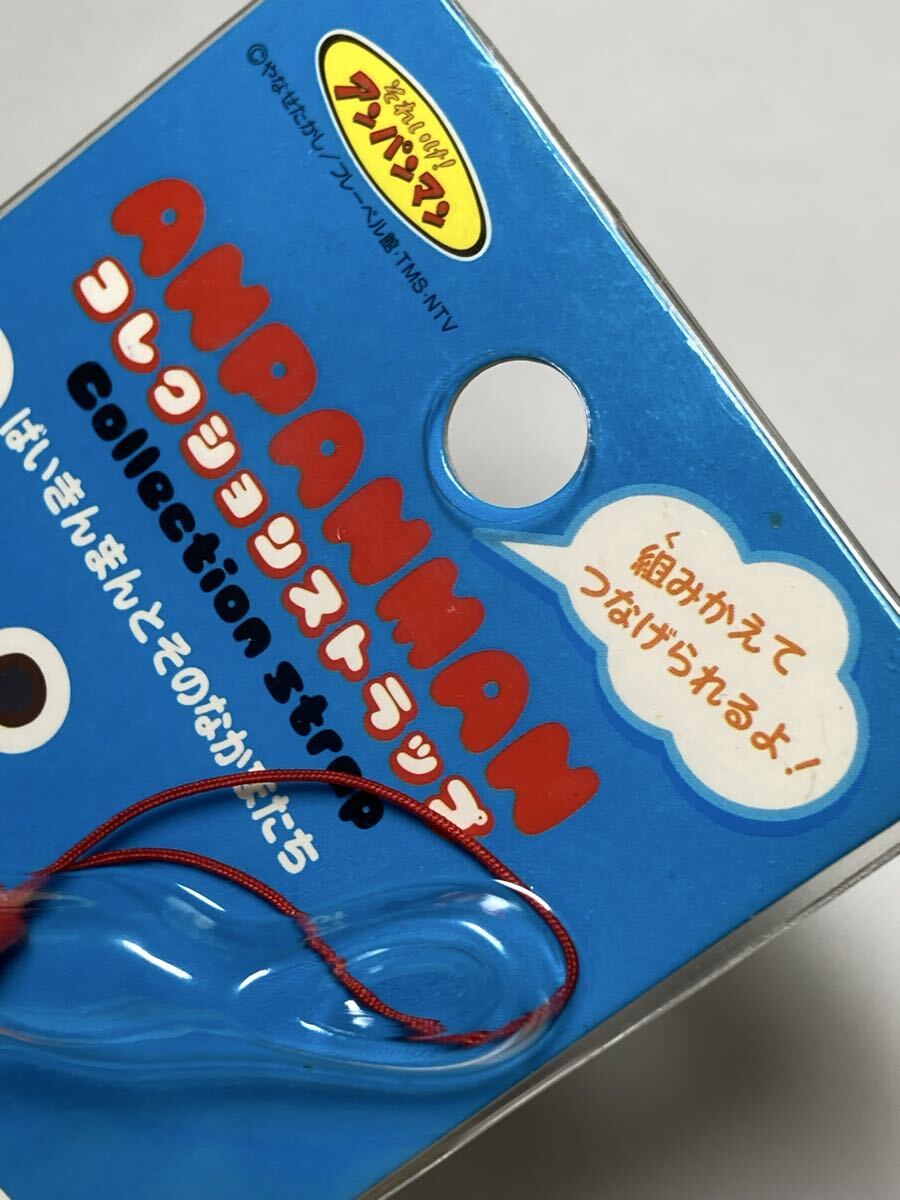 それいけ!
アンパンマン
©やなせたかし/フレーベル館・TMS・NTV
ANPANMAN
コレクションストラップ
Collection strap
ばいきんまんとそのなかまたち
く
組みかえて
つなげられるよ!